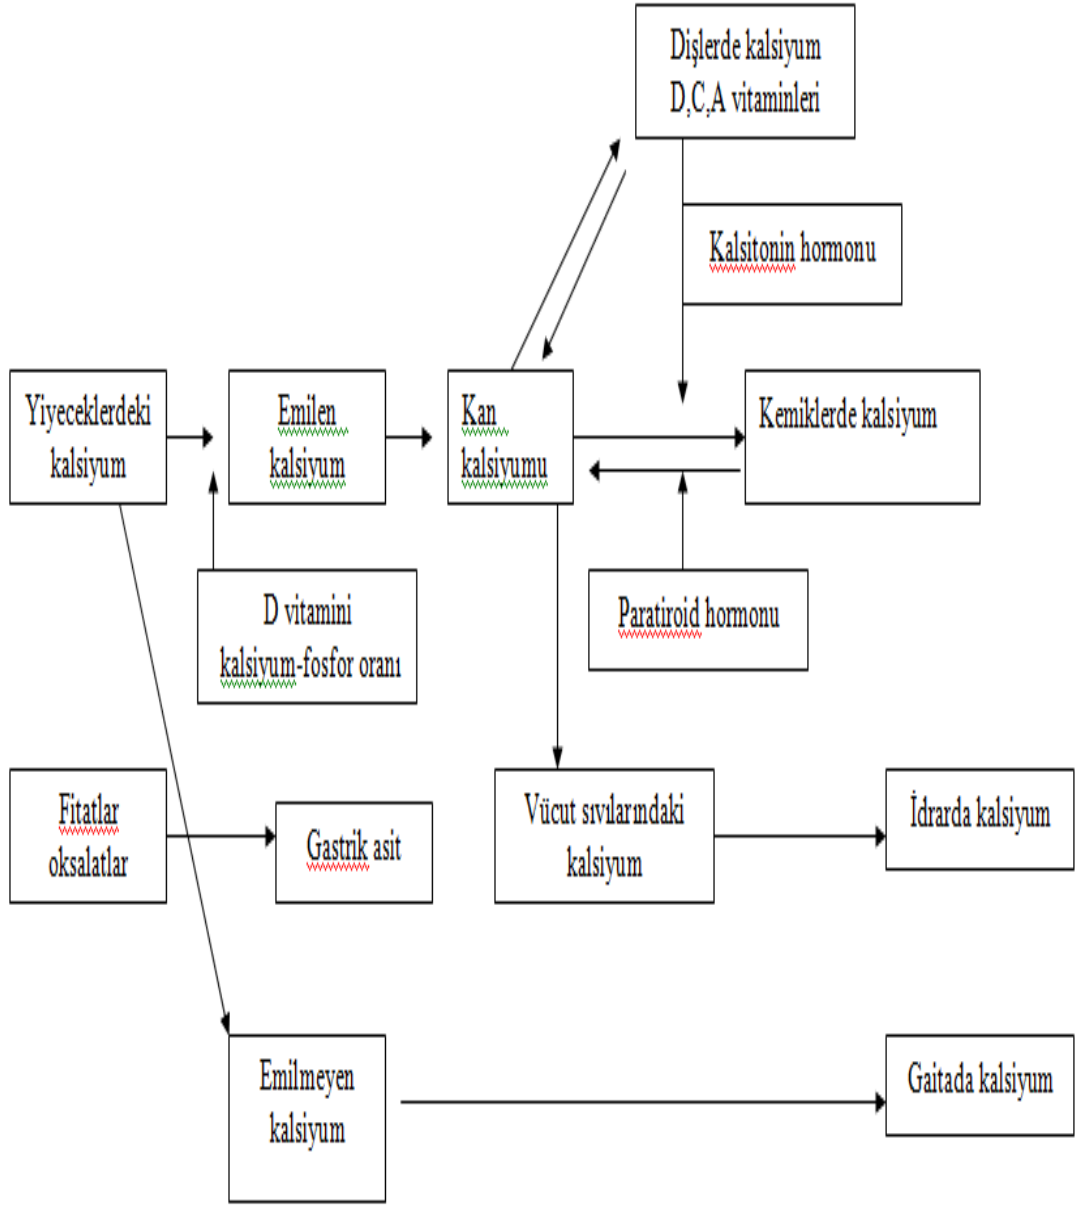 Dişlerde kalsiyum
D,C,A vitaminleri
Kalsitonin hormonu
Yiyeceklerdeki
kalsiyum
Emilen
kalsiyum
Kan
kalsiyumu
Kemiklerde kalsiyum
D vitamini
kalsiyum-fosfor oranı
Paratiroid hormonu
Fitatlar
oksalatlar
Gastrik asit
Vücut sıvılarındaki
kalsiyum
İdrarda kalsiyum
Emilmeyen
kalsiyum
Gaitada kalsiyum